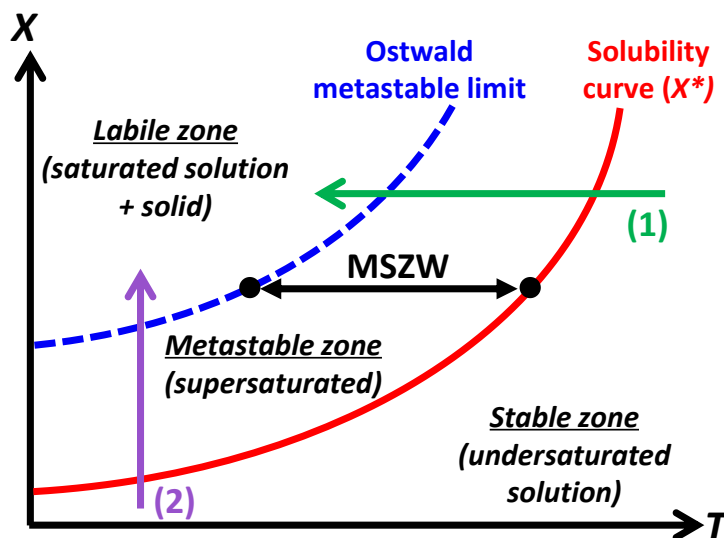 X
Ostwald
metastable limit
Solubility
curve (X*)
Labile zone
(saturated solution
+ solid)
(1)
MSZW
Metastable zone
(supersaturated)
Stable zone
(undersaturated
solution)
(2)
T